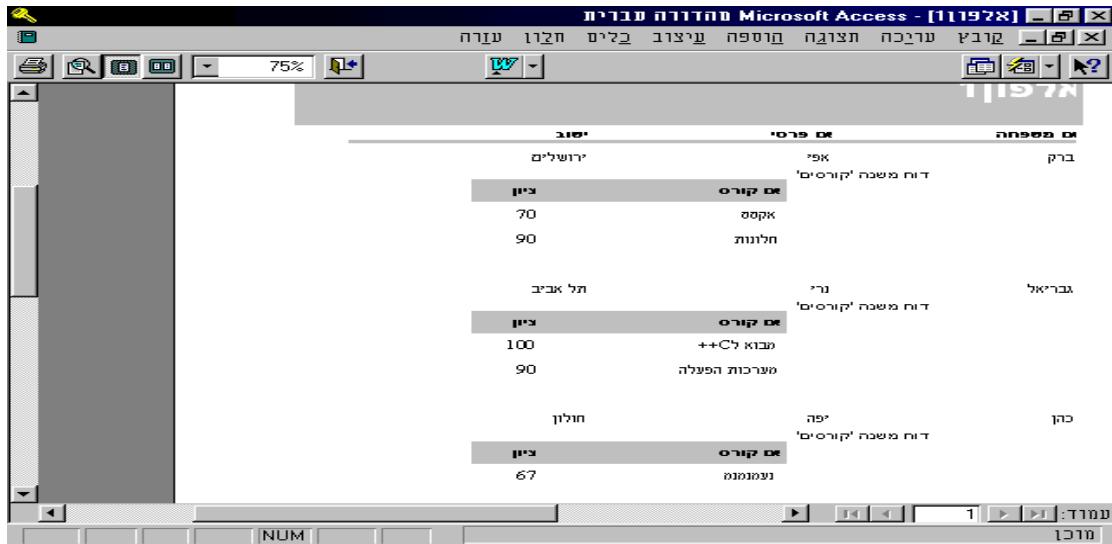 [אלפון1] - Microsoft Access מהדורה עברית
קובץ עריכה תצוגה הוספה עיצוב כלים חלון עזרה
75%
אלפון1
שם משפחה שם פרטי ישוב
ברק אפי ירושלים
דוח משנה 'קורסים'
שם קורס ציון
אקסס 70
חלונות 90
גבריאל נרי תל אביב
דוח משנה 'קורסים'
שם קורס ציון
מבוא לC++ 100
מערכות הפעלה 90
כהן יפה חולון
דוח משנה 'קורסים'
שם קורס ציון
נעמנמנמ 67
עמוד: 1
מוכן NUM